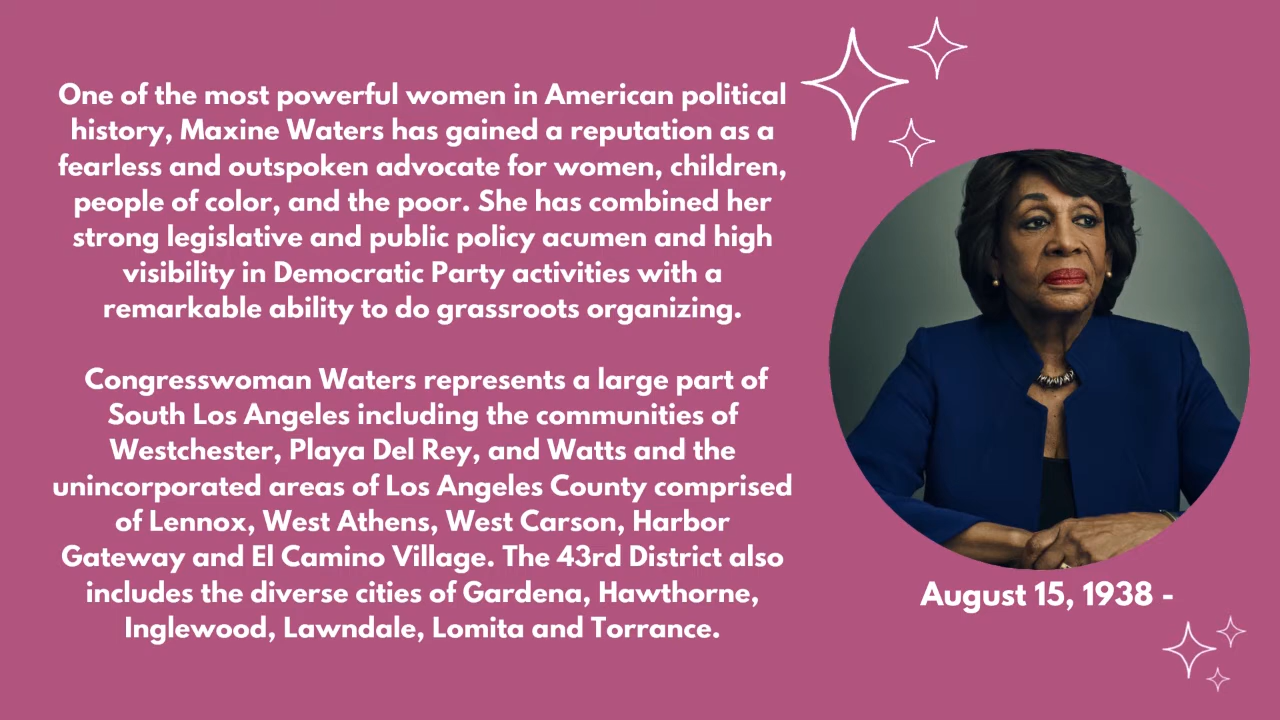 One of the most powerful women in American political
history, Maxine Waters has gained a reputation as a
fearless and outspoken advocate for women, children,
people of color, and the poor. She has combined her
strong legislative and public policy acumen and high
visibility in Democratic Party activities with a
remarkable ability to do grassroots organizing.
Congresswoman Waters represents a large part of
South Los Angeles including the communities of
Westchester, Playa Del Rey, and Watts and the
unincorporated areas of Los Angeles County comprised
of Lennox, West Athens, West Carson, Harbor
Gateway and El Camino Village. The 43rd District also
includes the diverse cities of Gardena, Hawthorne,
Inglewood, Lawndale, Lomita and Torrance.
August 15, 1938 -